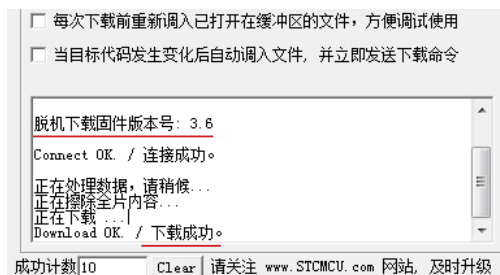 每次下载前重新调入已打开在缓冲区的文件，方便调试使用
当目标代码发生变化后自动调入文件，并立即发送下载命令
脱机下载固件版本号: 3.6
Connect OK. / 连接成功。
正在处理数据，请稍候...
正在擦除全片内容...
正在下载 ...
Download OK. / 下载成功。
成功计数 10 Clear 请关注 www.STCMCU.com 网站, 及时升级